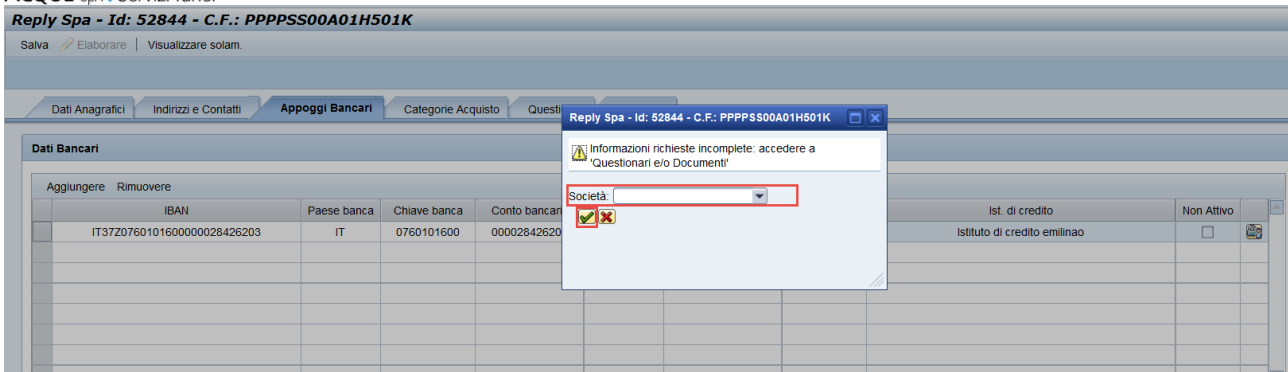 Reply Spa - Id: 52844 - C.F.: PPPPSS00A01H501K
Salva Elaborare | Visualizzare solam.
Dati Anagrafici Indirizzi e Contatti Appoggi Bancari Categorie Acquisto Questi
Reply Spa - Id: 52844 - C.F.: PPPPSS00A01H501K
Informazioni richieste incomplete: accedere a
'Questionari e/o Documenti'
Società:
Dati Bancari
Aggiungere Rimuovere
IBAN Paese banca Chiave banca Conto bancari Ist. di credito Non Attivo
IT37Z0760101600000028426203 IT 0760101600 00002842620 Istituto di credito emilinao